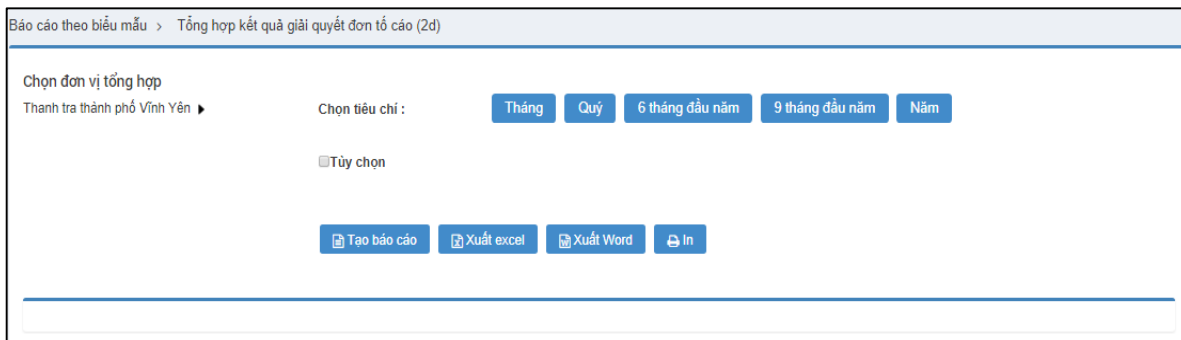 Báo cáo theo biểu mẫu > Tổng hợp kết quả giải quyết đơn tố cáo (2d)
Chọn đơn vị tổng hợp
Thanh tra thành phố Vĩnh Yên
Chọn tiêu chí : Tháng Quý 6 tháng đầu năm 9 tháng đầu năm Năm
Tùy chọn
Tạo báo cáo Xuất excel Xuất Word In